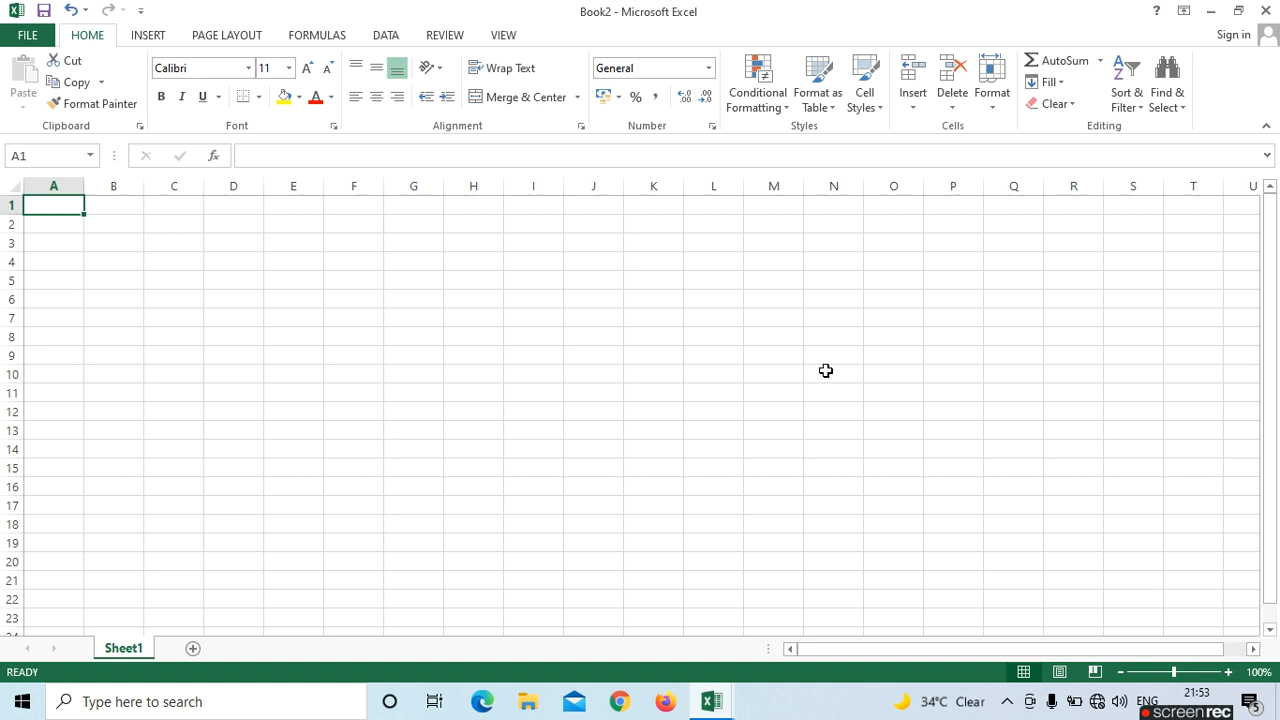 Book2 - Microsoft Excel
?
FILE HOME INSERT PAGE LAYOUT FORMULAS DATA REVIEW VIEW Sign in
Paste
Cut
Copy
Format Painter
Clipboard
Calibri 11
B I U
Font
Wrap Text
Merge & Center
Alignment
General
%
Number
Conditional Formatting
Format as Table
Cell Styles
Styles
Insert
Delete
Format
Cells
AutoSum
Fill
Clear
Sort & Filter
Find & Select
Editing
A1 fx
A B C D E F G H I J K L M N O P Q R S T U
1
2
3
4
5
6
7
8
9
10
11
12
13
14
15
16
17
18
19
20
21
22
23
24
Sheet1
READY 100%
Type here to search 34°C Clear ENG 21:53 5
screenrec